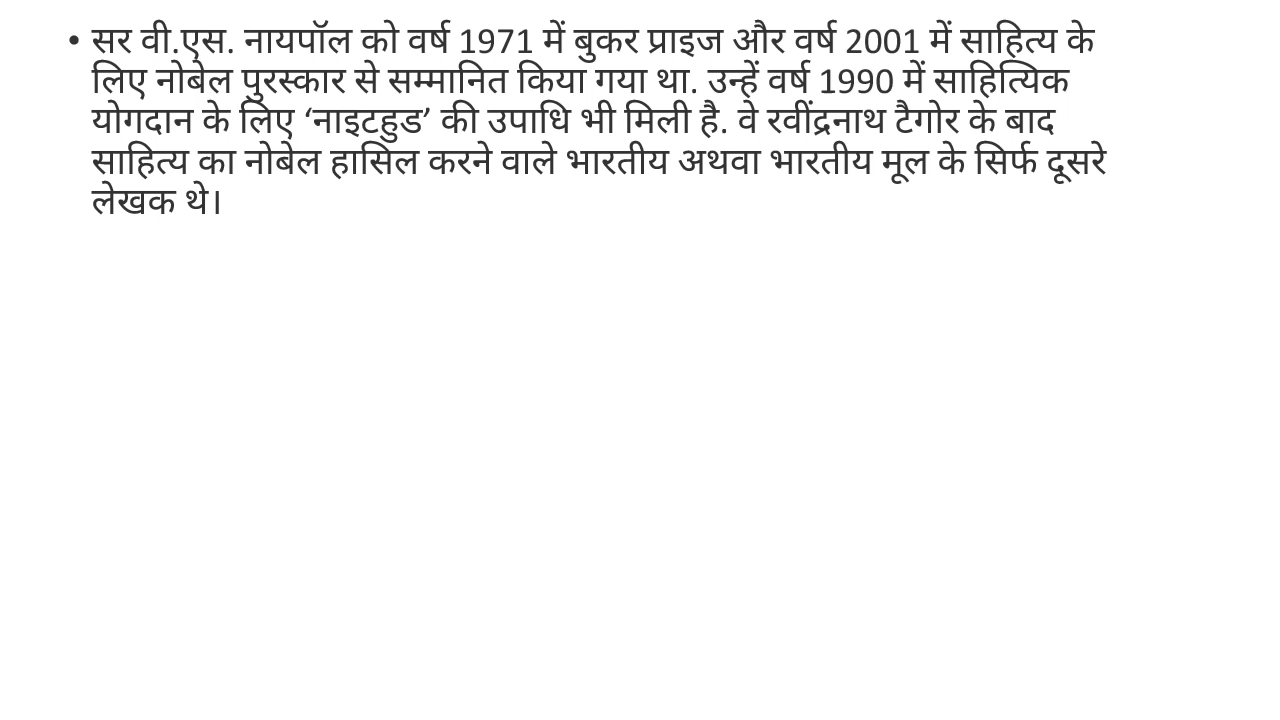 • सर वी.एस. नायपॉल को वर्ष 1971 में बुकर प्राइज और वर्ष 2001 में साहित्य के
लिए नोबेल पुरस्कार से सम्मानित किया गया था. उन्हें वर्ष 1990 में साहित्यिक
योगदान के लिए ‘नाइटहुड’ की उपाधि भी मिली है. वे रवींद्रनाथ टैगोर के बाद
साहित्य का नोबेल हासिल करने वाले भारतीय अथवा भारतीय मूल के सिर्फ दूसरे
लेखक थे।